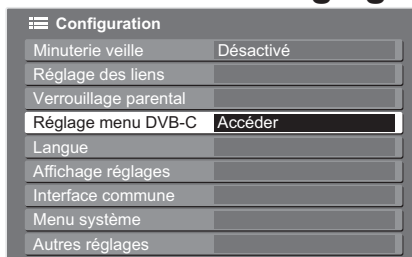 Configuration
Minuterie veille Désactivé
Réglage des liens
Verrouillage parental
Réglage menu DVB-C Accéder
Langue
Affichage réglages
Interface commune
Menu système
Autres réglages